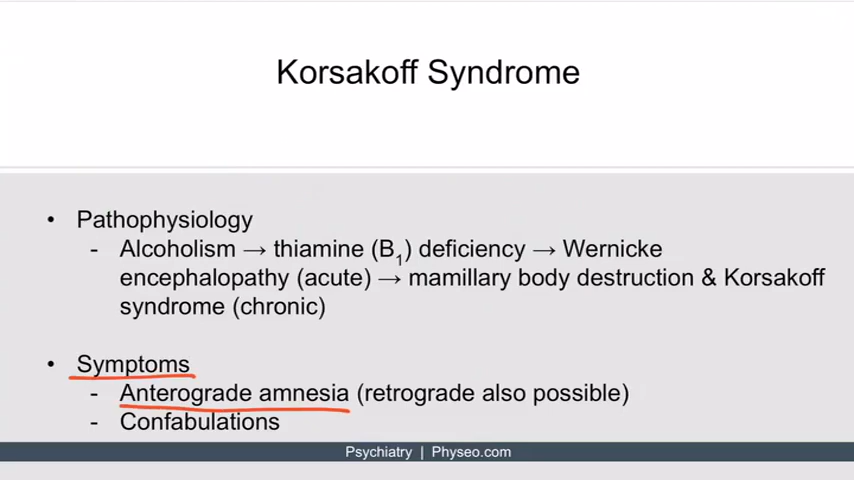 Korsakoff Syndrome
• Pathophysiology
- Alcoholism → thiamine (B1) deficiency → Wernicke
encephalopathy (acute) → mamillary body destruction & Korsakoff
syndrome (chronic)
• Symptoms
- Anterograde amnesia (retrograde also possible)
- Confabulations
Psychiatry | Physeo.com